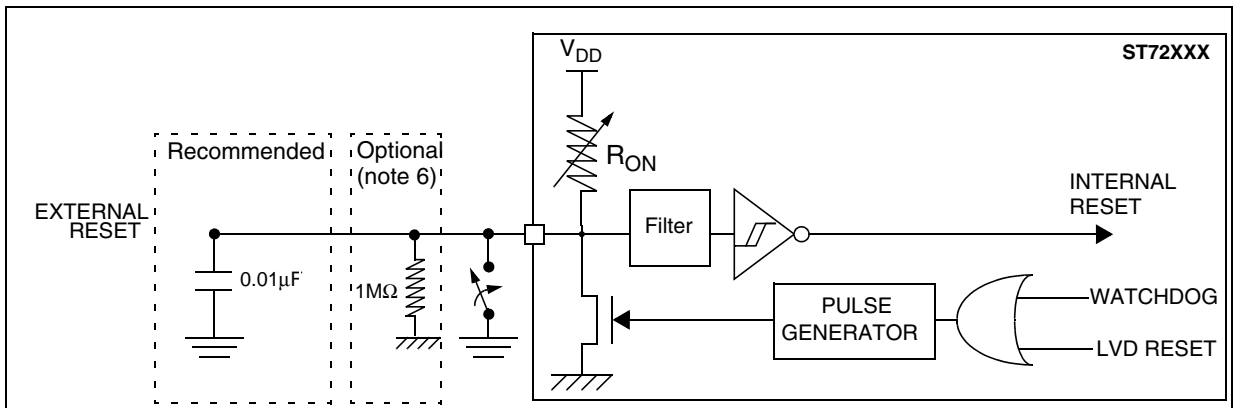 V_DD
ST72XXX
Recommended
Optional
(note 6)
R_ON
EXTERNAL
RESET
Filter
INTERNAL
RESET
0.01µF
1MΩ
PULSE
GENERATOR
WATCHDOG
LVD RESET